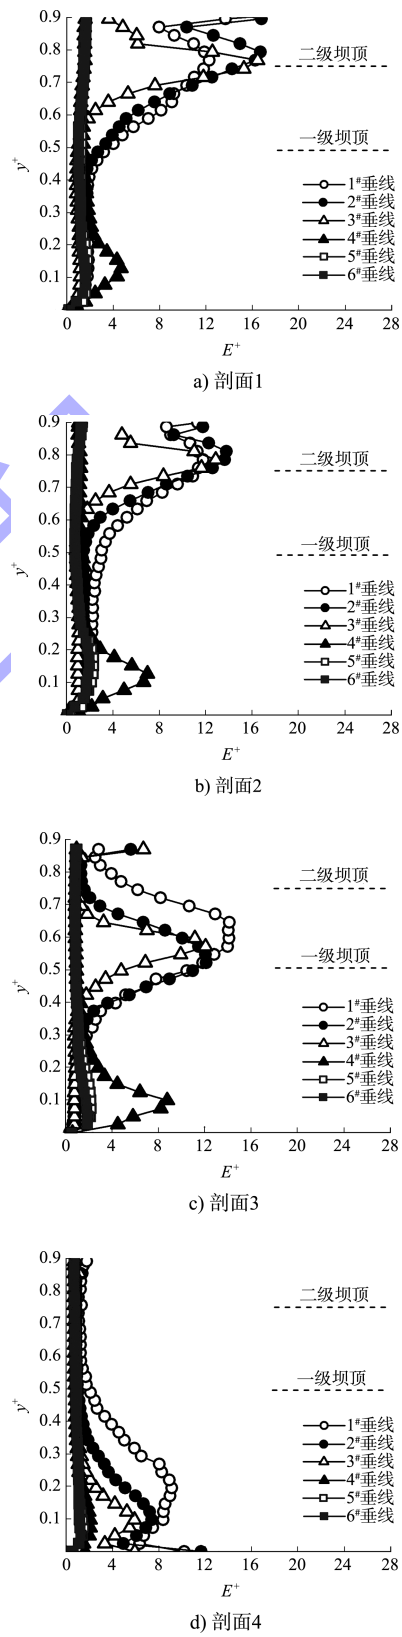 0.9
0.8
二级坝顶
0.7
0.6
一级坝顶
0.5
y⁺
0.4
1#垂线
2#垂线
0.3
3#垂线
0.2
4#垂线
5#垂线
0.1
6#垂线
0 4 8 12 16 20 24 28
E⁺
a) 剖面1
0.9
0.8
二级坝顶
0.7
0.6
一级坝顶
0.5
y⁺
0.4
1#垂线
2#垂线
0.3
3#垂线
0.2
4#垂线
5#垂线
0.1
6#垂线
0 4 8 12 16 20 24 28
E⁺
b) 剖面2
0.9
0.8
二级坝顶
0.7
0.6
一级坝顶
0.5
y⁺
0.4
1#垂线
2#垂线
0.3
3#垂线
0.2
4#垂线
5#垂线
0.1
6#垂线
0 4 8 12 16 20 24 28
E⁺
c) 剖面3
0.9
0.8
二级坝顶
0.7
0.6
一级坝顶
0.5
y⁺
0.4
1#垂线
2#垂线
0.3
3#垂线
0.2
4#垂线
5#垂线
0.1
6#垂线
0 4 8 12 16 20 24 28
E⁺
d) 剖面4